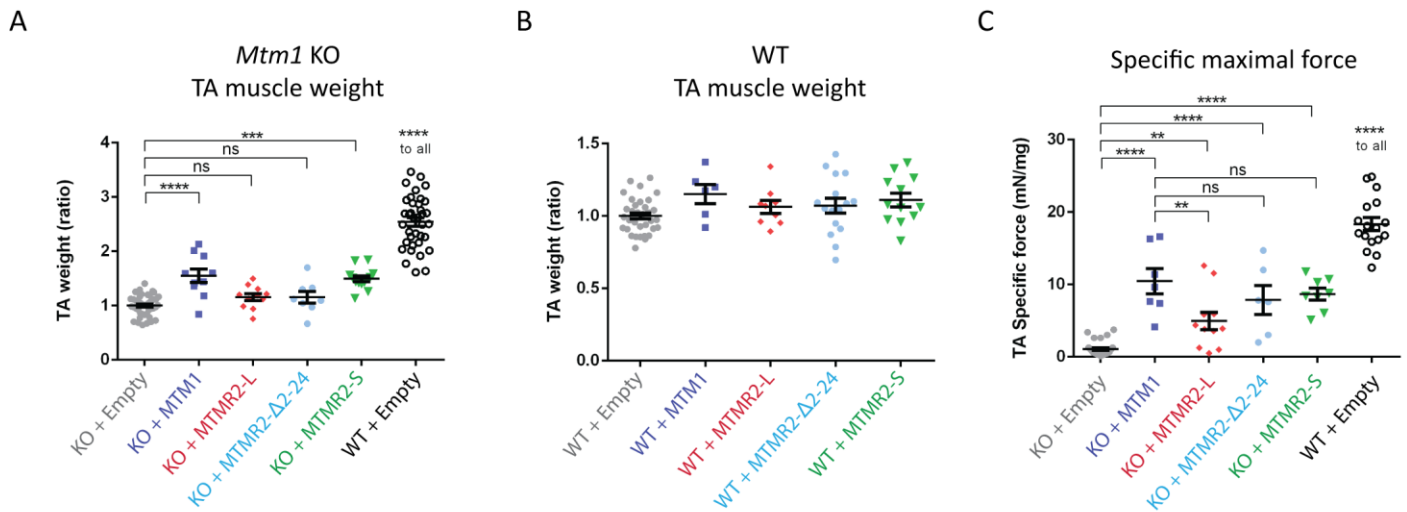 A
Mtm1 KO
TA muscle weight
TA weight (ratio)
4
3
2
1
0
***
ns
ns
****
****
to all
KO + Empty
KO + MTM1
KO + MTMR2-L
KO + MTMR2-Δ2-24
KO + MTMR2-S
WT + Empty
B
WT
TA muscle weight
TA weight (ratio)
1.5
1.0
0.5
0.0
WT + Empty
WT + MTM1
WT + MTMR2-L
WT + MTMR2-Δ2-24
WT + MTMR2-S
C
Specific maximal force
TA Specific force (mN/mg)
30
20
10
0
****
****
**
****
ns
ns
**
****
to all
KO + Empty
KO + MTM1
KO + MTMR2-L
KO + MTMR2-Δ2-24
KO + MTMR2-S
WT + Empty